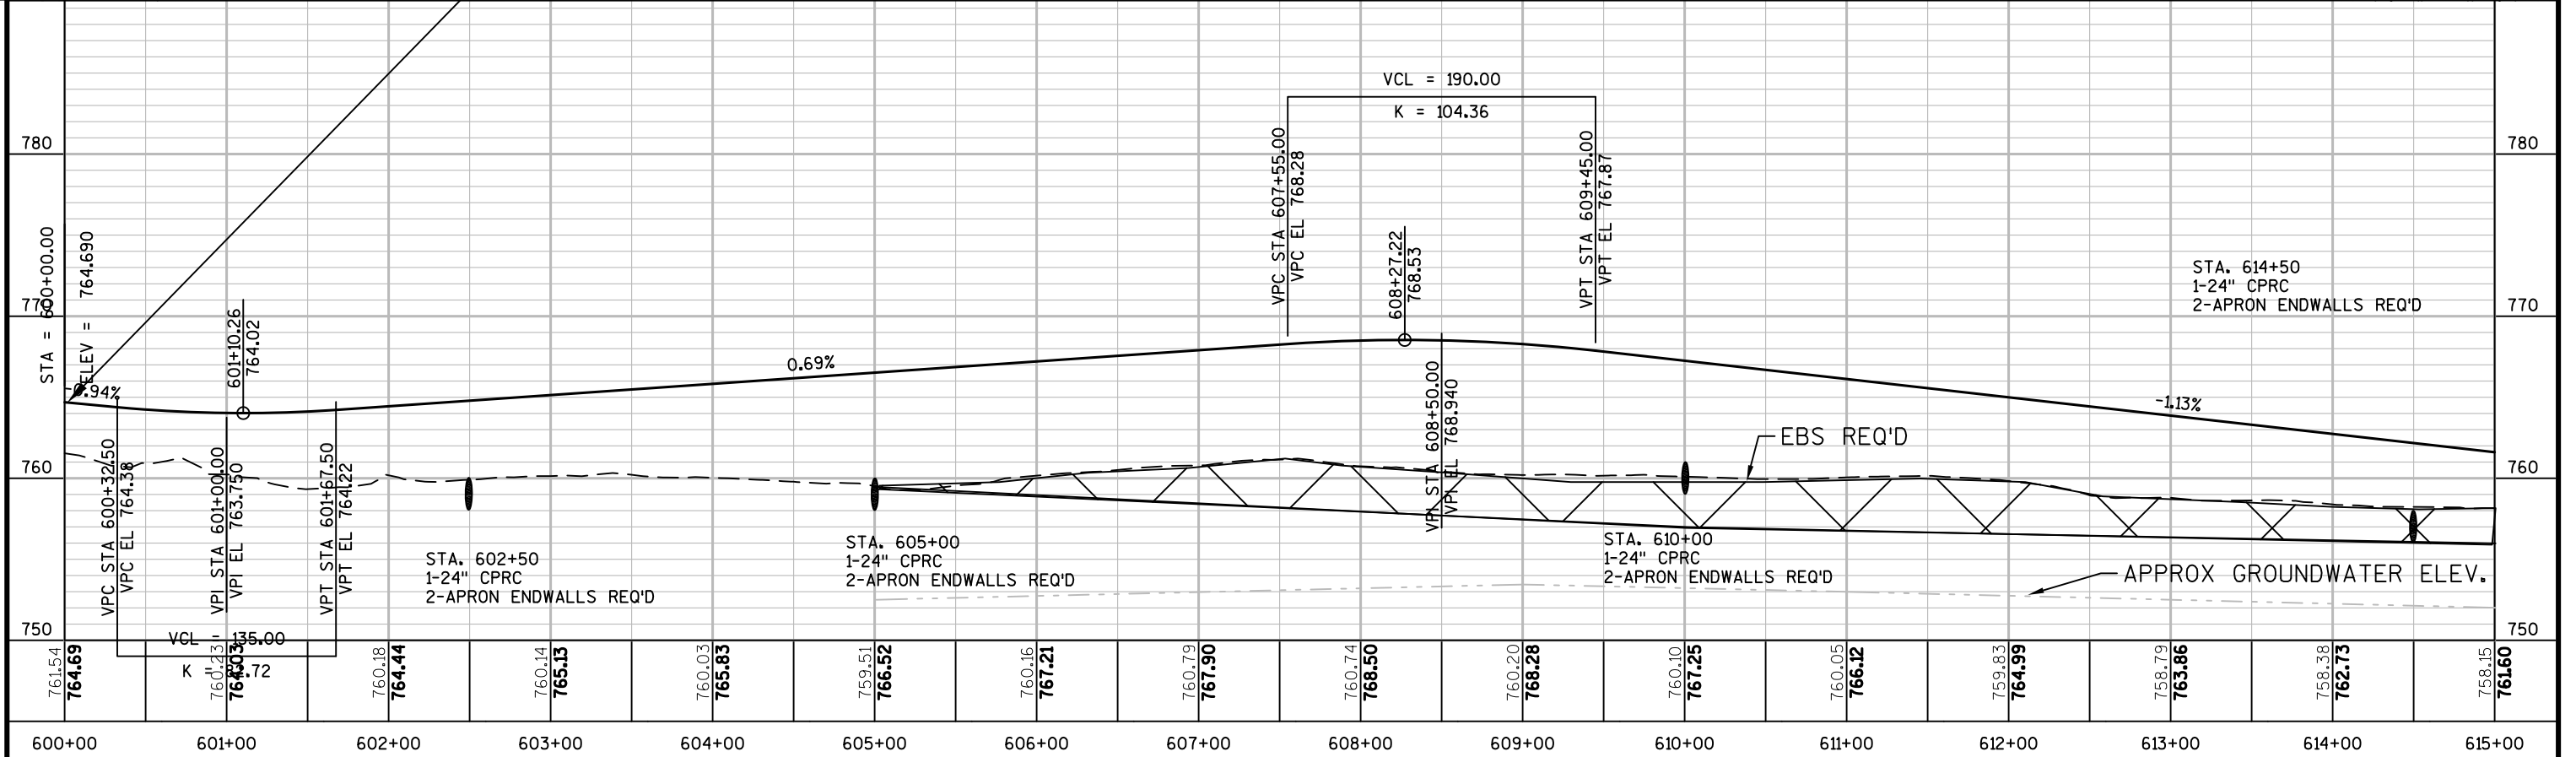 VCL = 190.00
K = 104.36
780
780
VPC STA 607+55.00
VPC EL 768.28
VPT STA 609+45.00
VPT EL 767.87
STA = 600+00.00
ELEV = 764.690
608+27.22
768.53
STA. 614+50
1-24" CPRC
2-APRON ENDWALLS REQ'D
770
770
601+10.26
764.02
0.69%
-0.94%
-1.13%
VPI STA 608+50.00
VPI EL 768.940
EBS REQ'D
760
760
VPC STA 600+32.50
VPC EL 764.38
VPI STA 601+00.00
VPI EL 763.750
VPT STA 601+67.50
VPT EL 764.22
STA. 602+50
1-24" CPRC
2-APRON ENDWALLS REQ'D
STA. 605+00
1-24" CPRC
2-APRON ENDWALLS REQ'D
STA. 610+00
1-24" CPRC
2-APRON ENDWALLS REQ'D
APPROX GROUNDWATER ELEV.
750
750
VCL = 135.00
K = 82.72
761.54
764.69
760.23
764.03
760.18
764.44
760.14
765.13
760.03
765.83
759.51
766.52
760.16
767.21
760.79
767.90
760.74
768.50
760.20
768.28
760.10
767.25
760.05
766.12
759.83
764.99
758.79
763.86
758.38
762.73
758.15
761.60
600+00 601+00 602+00 603+00 604+00 605+00 606+00 607+00 608+00 609+00 610+00 611+00 612+00 613+00 614+00 615+00